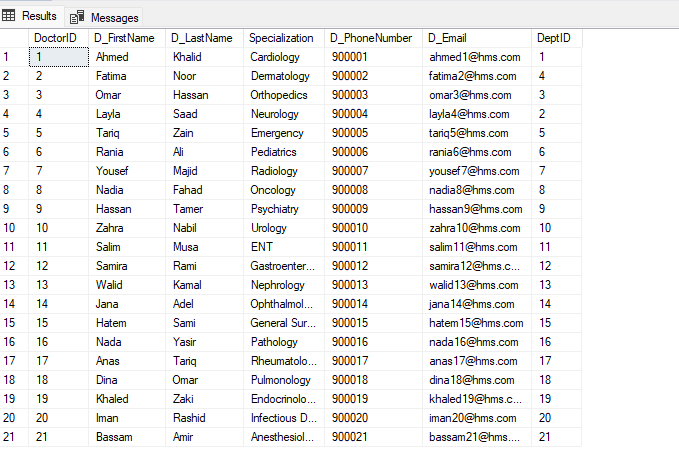 Results Messages
DoctorID D_FirstName D_LastName Specialization D_PhoneNumber D_Email DeptID
1 1 Ahmed Khalid Cardiology 900001 ahmed1@hms.com 1
2 2 Fatima Noor Dermatology 900002 fatima2@hms.com 4
3 3 Omar Hassan Orthopedics 900003 omar3@hms.com 3
4 4 Layla Saad Neurology 900004 layla4@hms.com 2
5 5 Tariq Zain Emergency 900005 tariq5@hms.com 5
6 6 Rania Ali Pediatrics 900006 rania6@hms.com 6
7 7 Yousef Majid Radiology 900007 yousef7@hms.com 7
8 8 Nadia Fahad Oncology 900008 nadia8@hms.com 8
9 9 Hassan Tamer Psychiatry 900009 hassan9@hms.com 9
10 10 Zahra Nabil Urology 900010 zahra10@hms.com 10
11 11 Salim Musa ENT 900011 salim11@hms.com 11
12 12 Samira Rami Gastroenter... 900012 samira12@hms.c... 12
13 13 Walid Kamal Nephrology 900013 walid13@hms.com 13
14 14 Jana Adel Ophthalmol... 900014 jana14@hms.com 14
15 15 Hatem Sami General Sur... 900015 hatem15@hms.com 15
16 16 Nada Yasir Pathology 900016 nada16@hms.com 16
17 17 Anas Tariq Rheumatolo... 900017 anas17@hms.com 17
18 18 Dina Omar Pulmonology 900018 dina18@hms.com 18
19 19 Khaled Zaki Endocrinolo... 900019 khaled19@hms.c... 19
20 20 Iman Rashid Infectious D... 900020 iman20@hms.com 20
21 21 Bassam Amir Anesthesiol... 900021 bassam21@hms.... 21